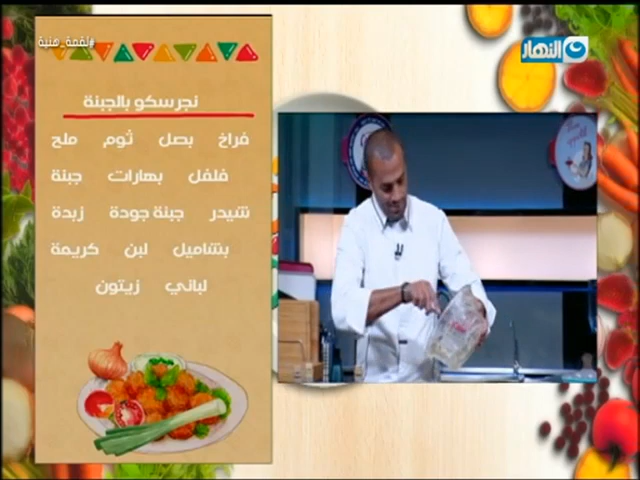 #لقمة_هنية
النهار
نجرسكو بالجبنة
فراخ بصل ثوم ملح
فلفل بهارات جبنة
شيدر جبنة جودة زبدة
بشاميل لبن كريمة
لباني زيتون